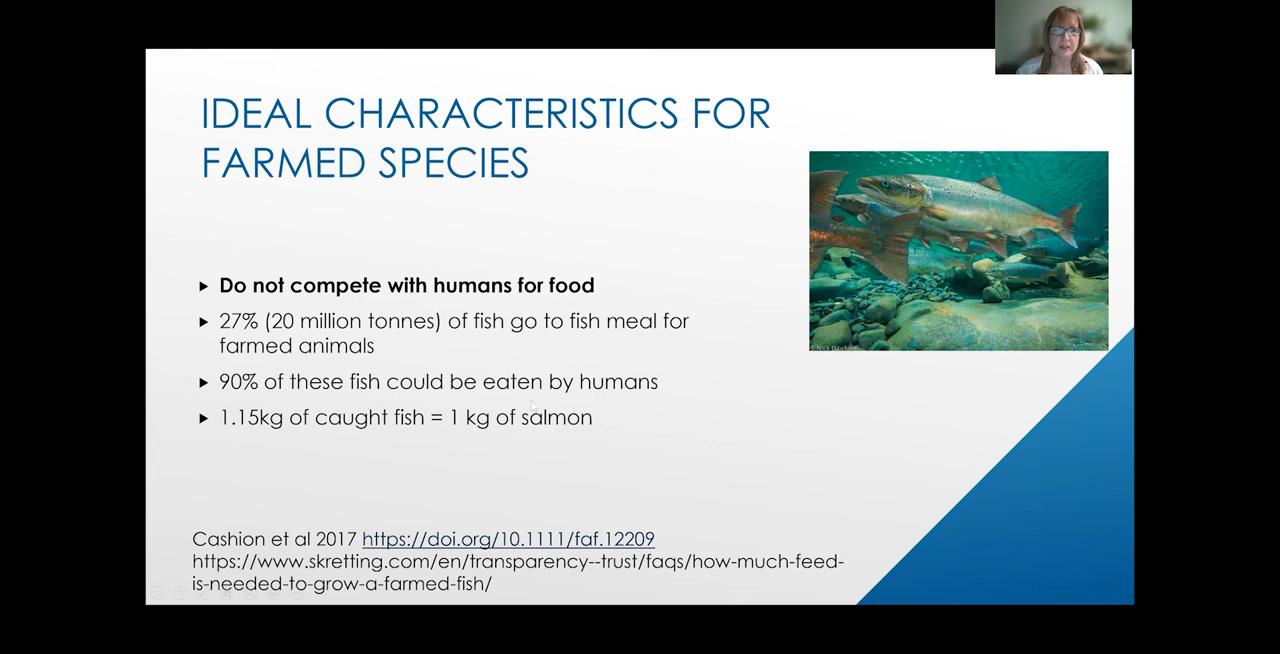 IDEAL CHARACTERISTICS FOR
FARMED SPECIES
Do not compete with humans for food
27% (20 million tonnes) of fish go to fish meal for
farmed animals
90% of these fish could be eaten by humans
1.15kg of caught fish = 1 kg of salmon
Cashion et al 2017 https://doi.org/10.1111/faf.12209
https://www.skretting.com/en/transparency--trust/faqs/how-much-feed-
is-needed-to-grow-a-farmed-fish/